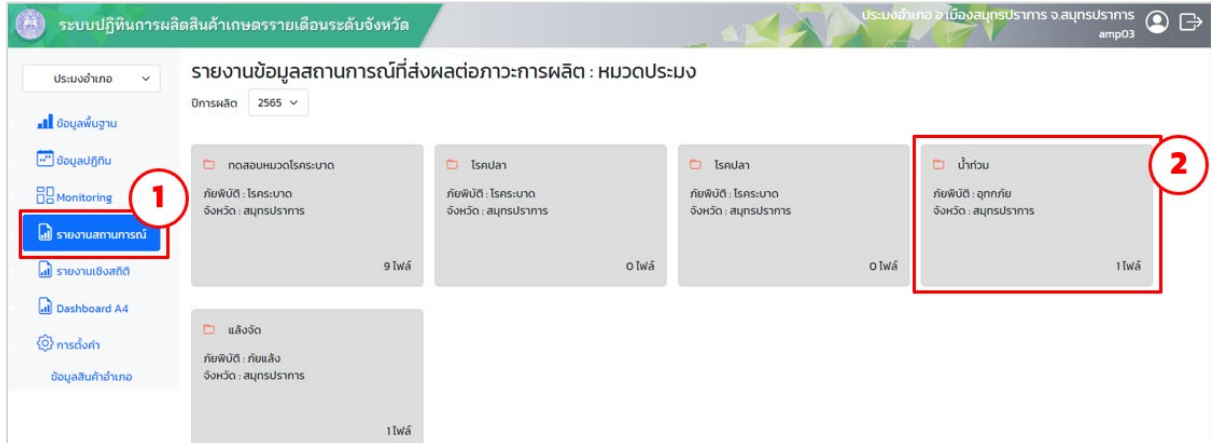 ระบบปฏิทินการผลิตสินค้าเกษตรรายเดือนระดับจังหวัด
ประมงอำเภอ อ.เมืองสมุทรปราการ จ.สมุทรปราการ
amp03
ประมงอำเภอ
ข้อมูลพื้นฐาน
ข้อมูลปฏิทิน
Monitoring
1
รายงานสถานการณ์
รายงานเชิงสถิติ
Dashboard A4
การตั้งค่า
ข้อมูลสินค้าอำเภอ
รายงานข้อมูลสถานการณ์ที่ส่งผลต่อภาวะการผลิต : หมวดประมง
ปีการผลิต 2565
ทดสอบหมวดโรคระบาด
ภัยพิบัติ : โรคระบาด
จังหวัด : สมุทรปราการ
9 ไฟล์
โรคปลา
ภัยพิบัติ : โรคระบาด
จังหวัด : สมุทรปราการ
0 ไฟล์
โรคปลา
ภัยพิบัติ : โรคระบาด
จังหวัด : สมุทรปราการ
0 ไฟล์
น้ำท่วม
ภัยพิบัติ : อุทกภัย
จังหวัด : สมุทรปราการ
1 ไฟล์
2
แล้งจัด
ภัยพิบัติ : ภัยแล้ง
จังหวัด : สมุทรปราการ
1 ไฟล์